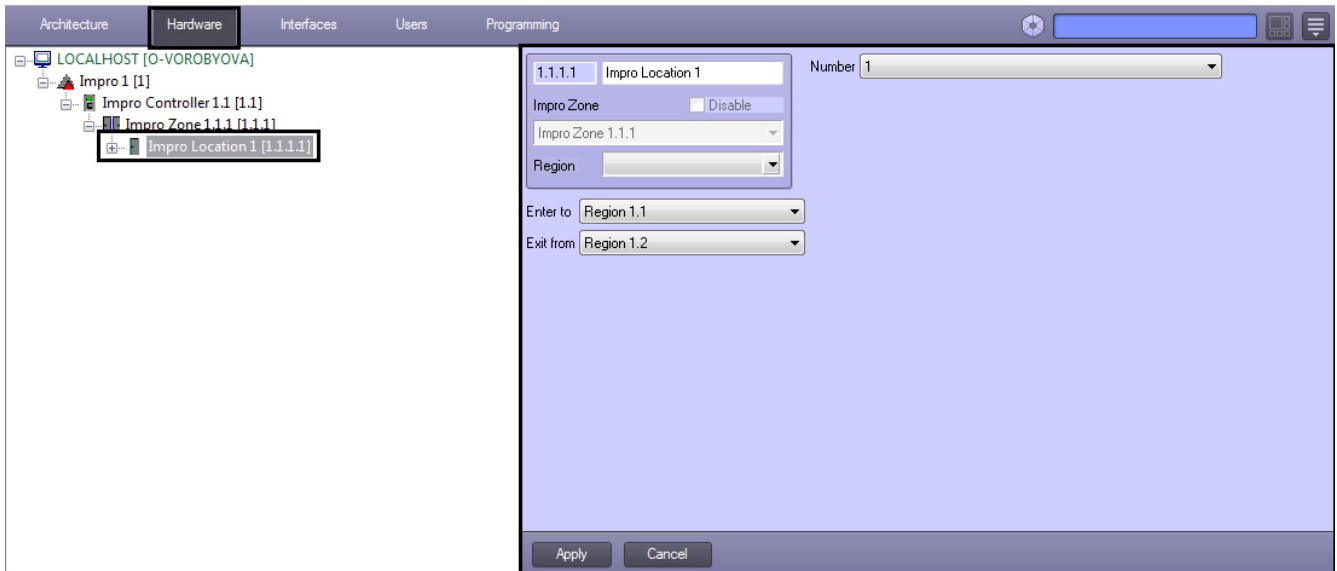 Architecture Hardware Interfaces Users Programming
LOCALHOST [O-VOROBYOVA]
Impro 1 [1]
Impro Controller 1.1 [1.1]
Impro Zone 1.1.1 [1.1.1]
Impro Location 1 [1.1.1.1]
1.1.1.1 Impro Location 1
Impro Zone Disable
Impro Zone 1.1.1
Region
Enter to Region 1.1
Exit from Region 1.2
Number 1
Apply Cancel